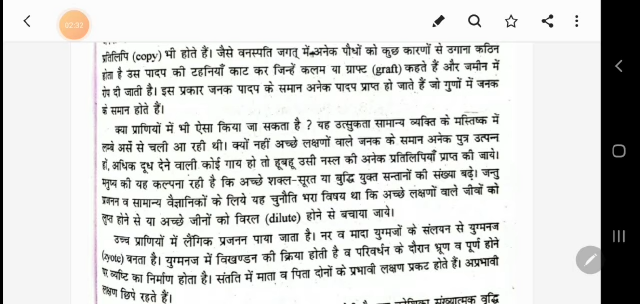 02:02
प्रतिलिपि (copy) भी होते हैं। जैसे वनस्पति जगत् में अनेक पौधों को कुछ कारणों से उगाना कठिन
होता है उस पादप की टहनियाँ काट कर जिन्हें कलम या ग्राफ्ट (graft) कहते हैं और जमीन में
रोप दी जाती है। इस प्रकार जनक पादप के समान अनेक पादप प्राप्त हो जाते हैं जो गुणों में जनक
के समान होते हैं।
क्या प्राणियों में भी ऐसा किया जा सकता है ? यह उत्सुकता सामान्य व्यक्ति के मस्तिष्क में
लंबे अर्से से चली आ रही थी। क्यों नहीं अच्छे लक्षणों वाले जनक के समान अनेक पुत्र उत्पन्न
हों, अधिक दूध देने वाली कोई गाय हो तो हूबहू उसी नस्ल की अनेक प्रतिलिपियाँ प्राप्त की जाये।
मनुष्य की यह कल्पना रही है कि अच्छे शक्ल-सूरत या बुद्धि युक्त सन्तानों की संख्या बढ़े। जन्तु
प्रजनन व सामान्य वैज्ञानिकों के लिये यह चुनौति भरा विषय था कि अच्छे लक्षणों वाले जीवों को
लुप्त होने से या अच्छे जीनों को विरल (dilute) होने से बचाया जाये।
उच्च प्राणियों में लैंगिक प्रजनन पाया जाता है। नर व मादा युग्मजों के संलयन से युग्मनज
(zyote) बनता है। युग्मनज में विखण्डन की क्रिया होती है व परिवर्धन के दौरान भ्रूण व पूर्ण होने
पर व्यष्टि का निर्माण होता है। संतति में माता व पिता दोनों के प्रभावी लक्षण प्रकट होते हैं। अप्रभावी
लक्षण छिपे रहते हैं।
संख्यात्मक वृद्धि